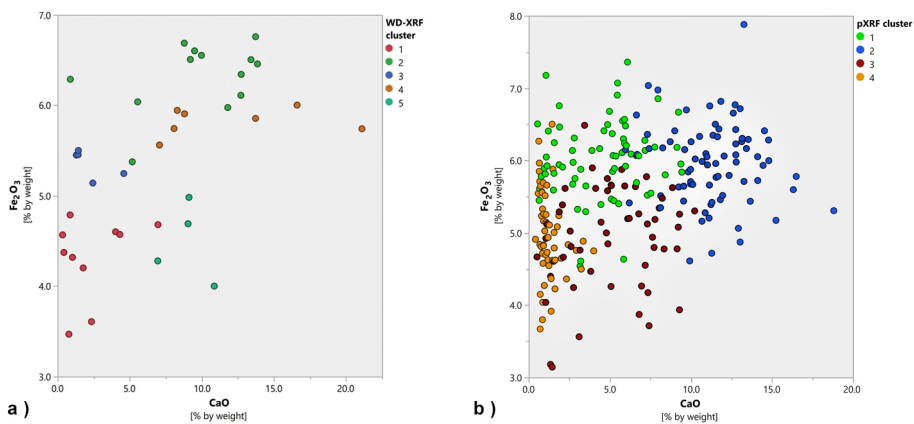 7.0
6.0
5.0
4.0
3.0
Fe₂O₃
[% by weight]
0.0
5.0
10.0
15.0
20.0
CaO
[% by weight]
WD-XRF
cluster
1
2
3
4
5
a )
8.0
7.0
6.0
5.0
4.0
3.0
Fe₂O₃
[% by weight]
0.0
5.0
10.0
15.0
20.0
CaO
[% by weight]
pXRF cluster
1
2
3
4
b )